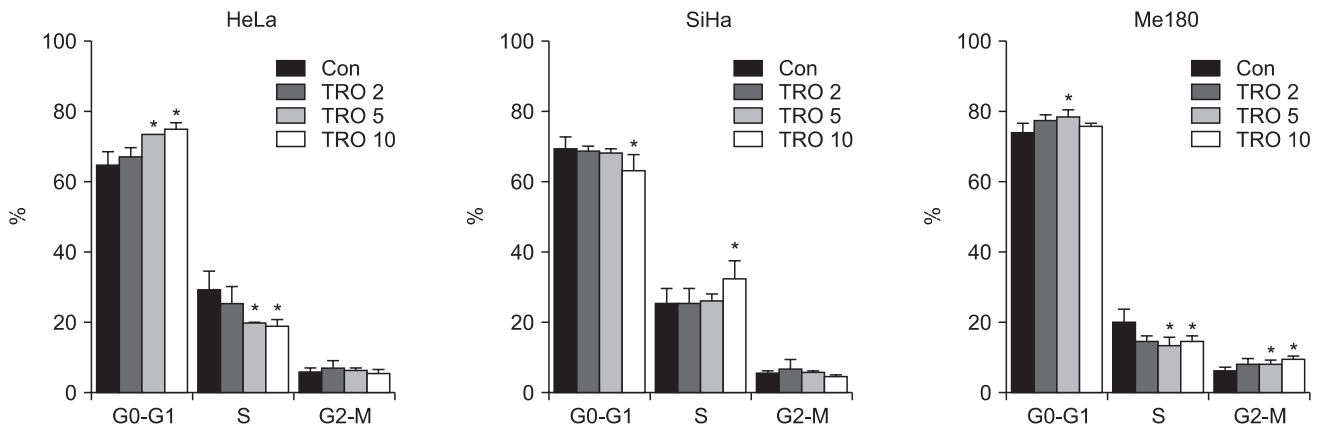 HeLa
100
80
60
40
20
0
%
Con
TRO 2
TRO 5
TRO 10
* *
* *
G0-G1 S G2-M
SiHa
100
80
60
40
20
0
%
Con
TRO 2
TRO 5
TRO 10
*
*
G0-G1 S G2-M
Me180
100
80
60
40
20
0
%
Con
TRO 2
TRO 5
TRO 10
*
* *
* *
G0-G1 S G2-M